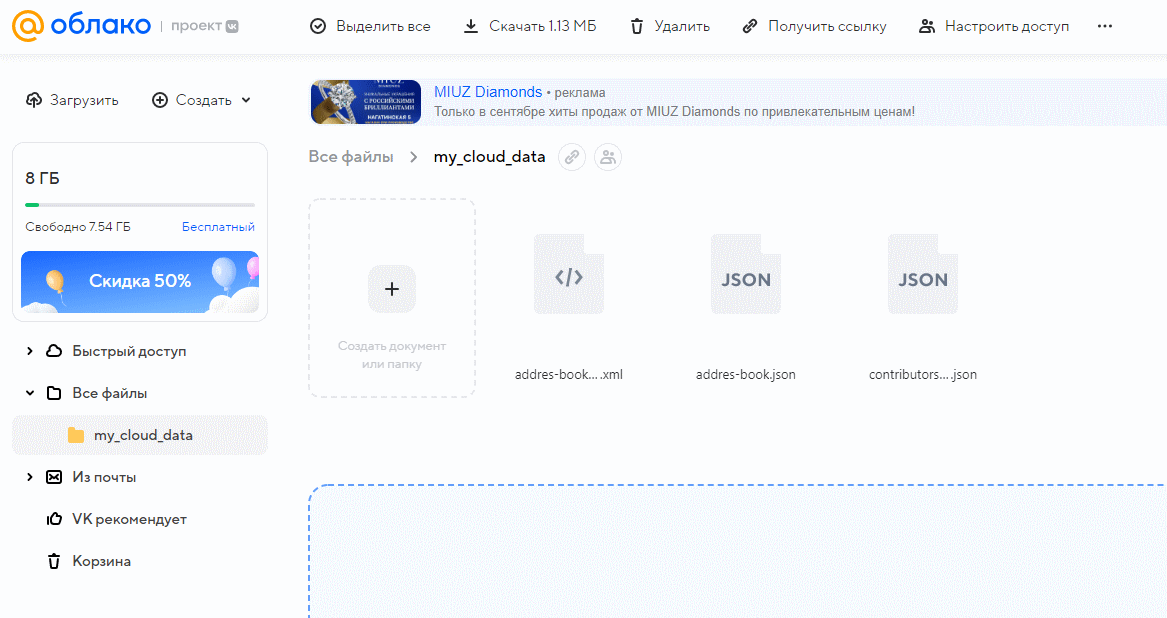 облако
проект
Выделить все
Скачать 1.13 МБ
Удалить
Получить ссылку
Настроить доступ
Загрузить
Создать
MIUZ
С РОССИЙСКИМИ
БРИЛЛИАНТАМИ
НАГАТИНСКАЯ Б
MIUZ Diamonds • реклама
Только в сентябре хиты продаж от MIUZ Diamonds по привлекательным ценам!
Все файлы
my_cloud_data
8 ГБ
Свободно 7.54 ГБ
Бесплатный
Скидка 50%
Создать документ
или папку
</>
addres-book... .xml
JSON
addres-book.json
JSON
contributors... .json
Быстрый доступ
Все файлы
my_cloud_data
Из почты
VK рекомендует
Корзина